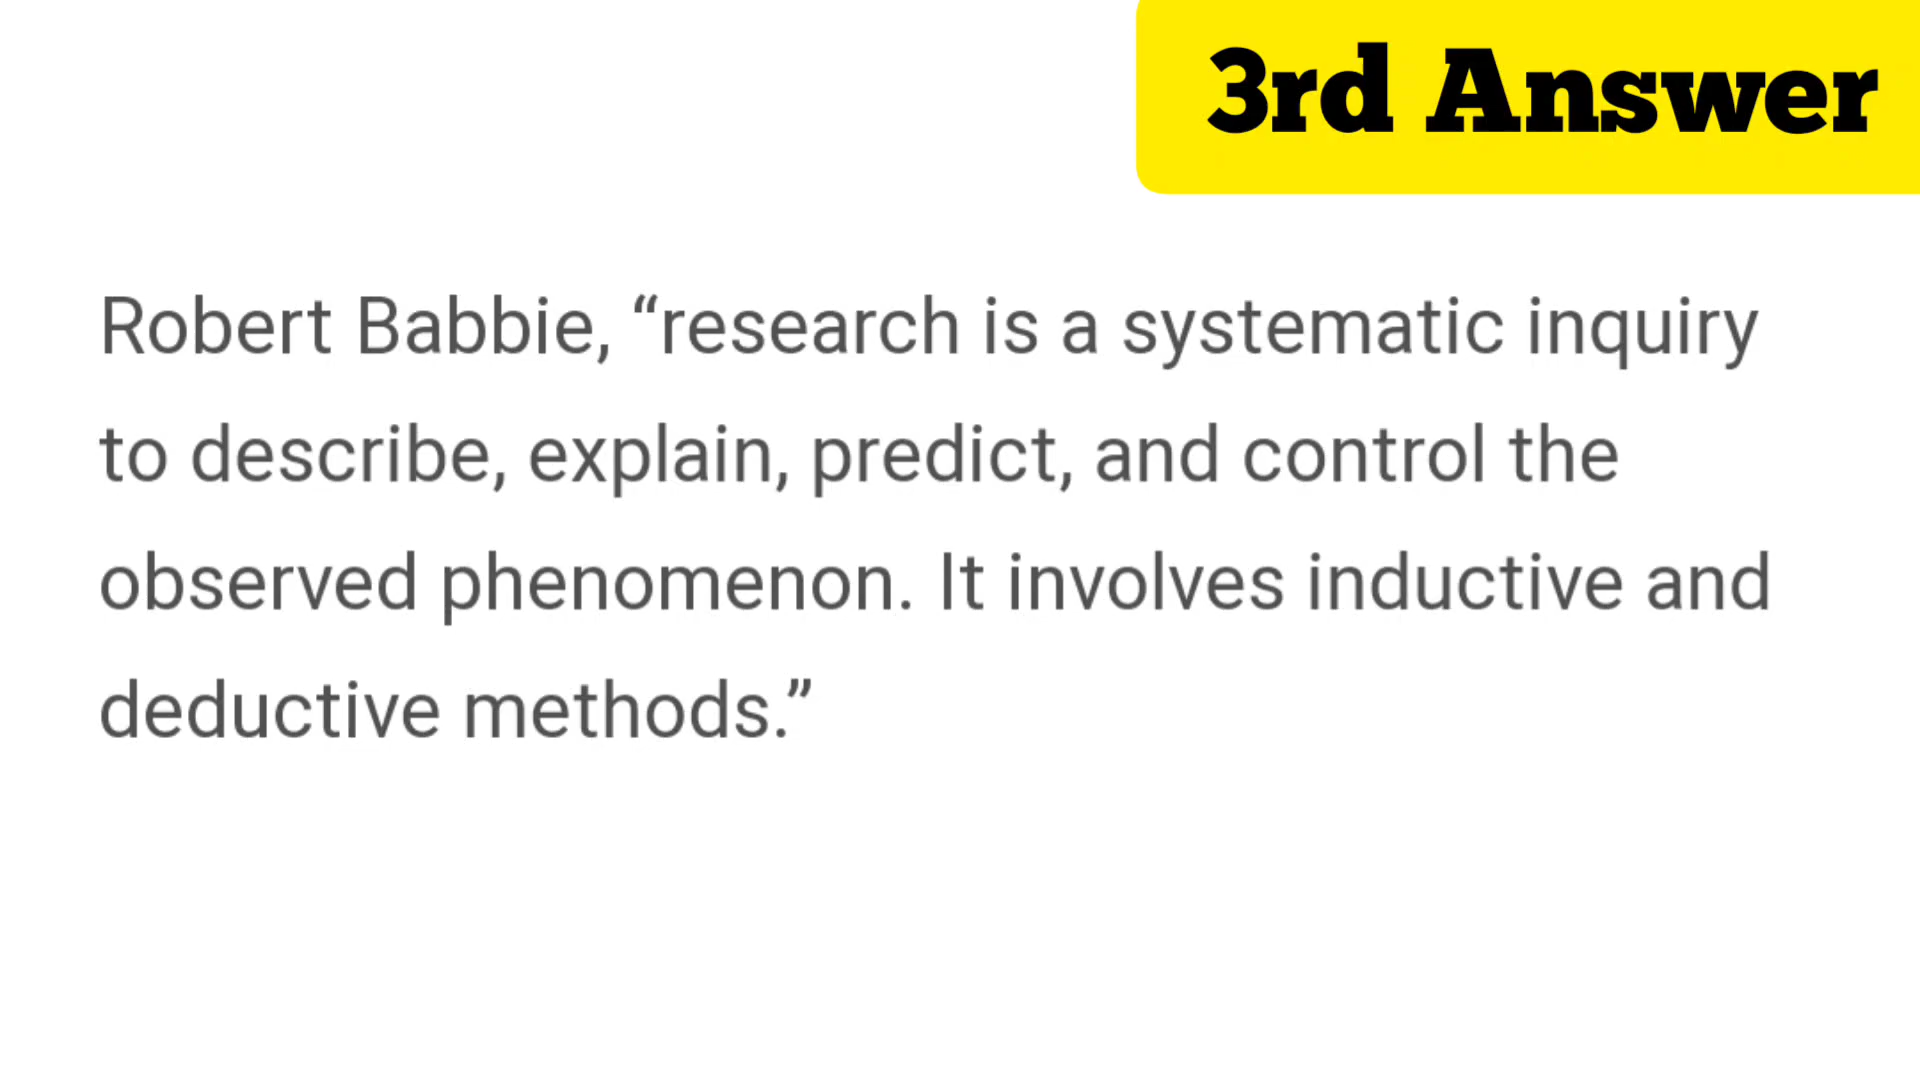 3rd Answer
Robert Babbie, “research is a systematic inquiry
to describe, explain, predict, and control the
observed phenomenon. It involves inductive and
deductive methods.”